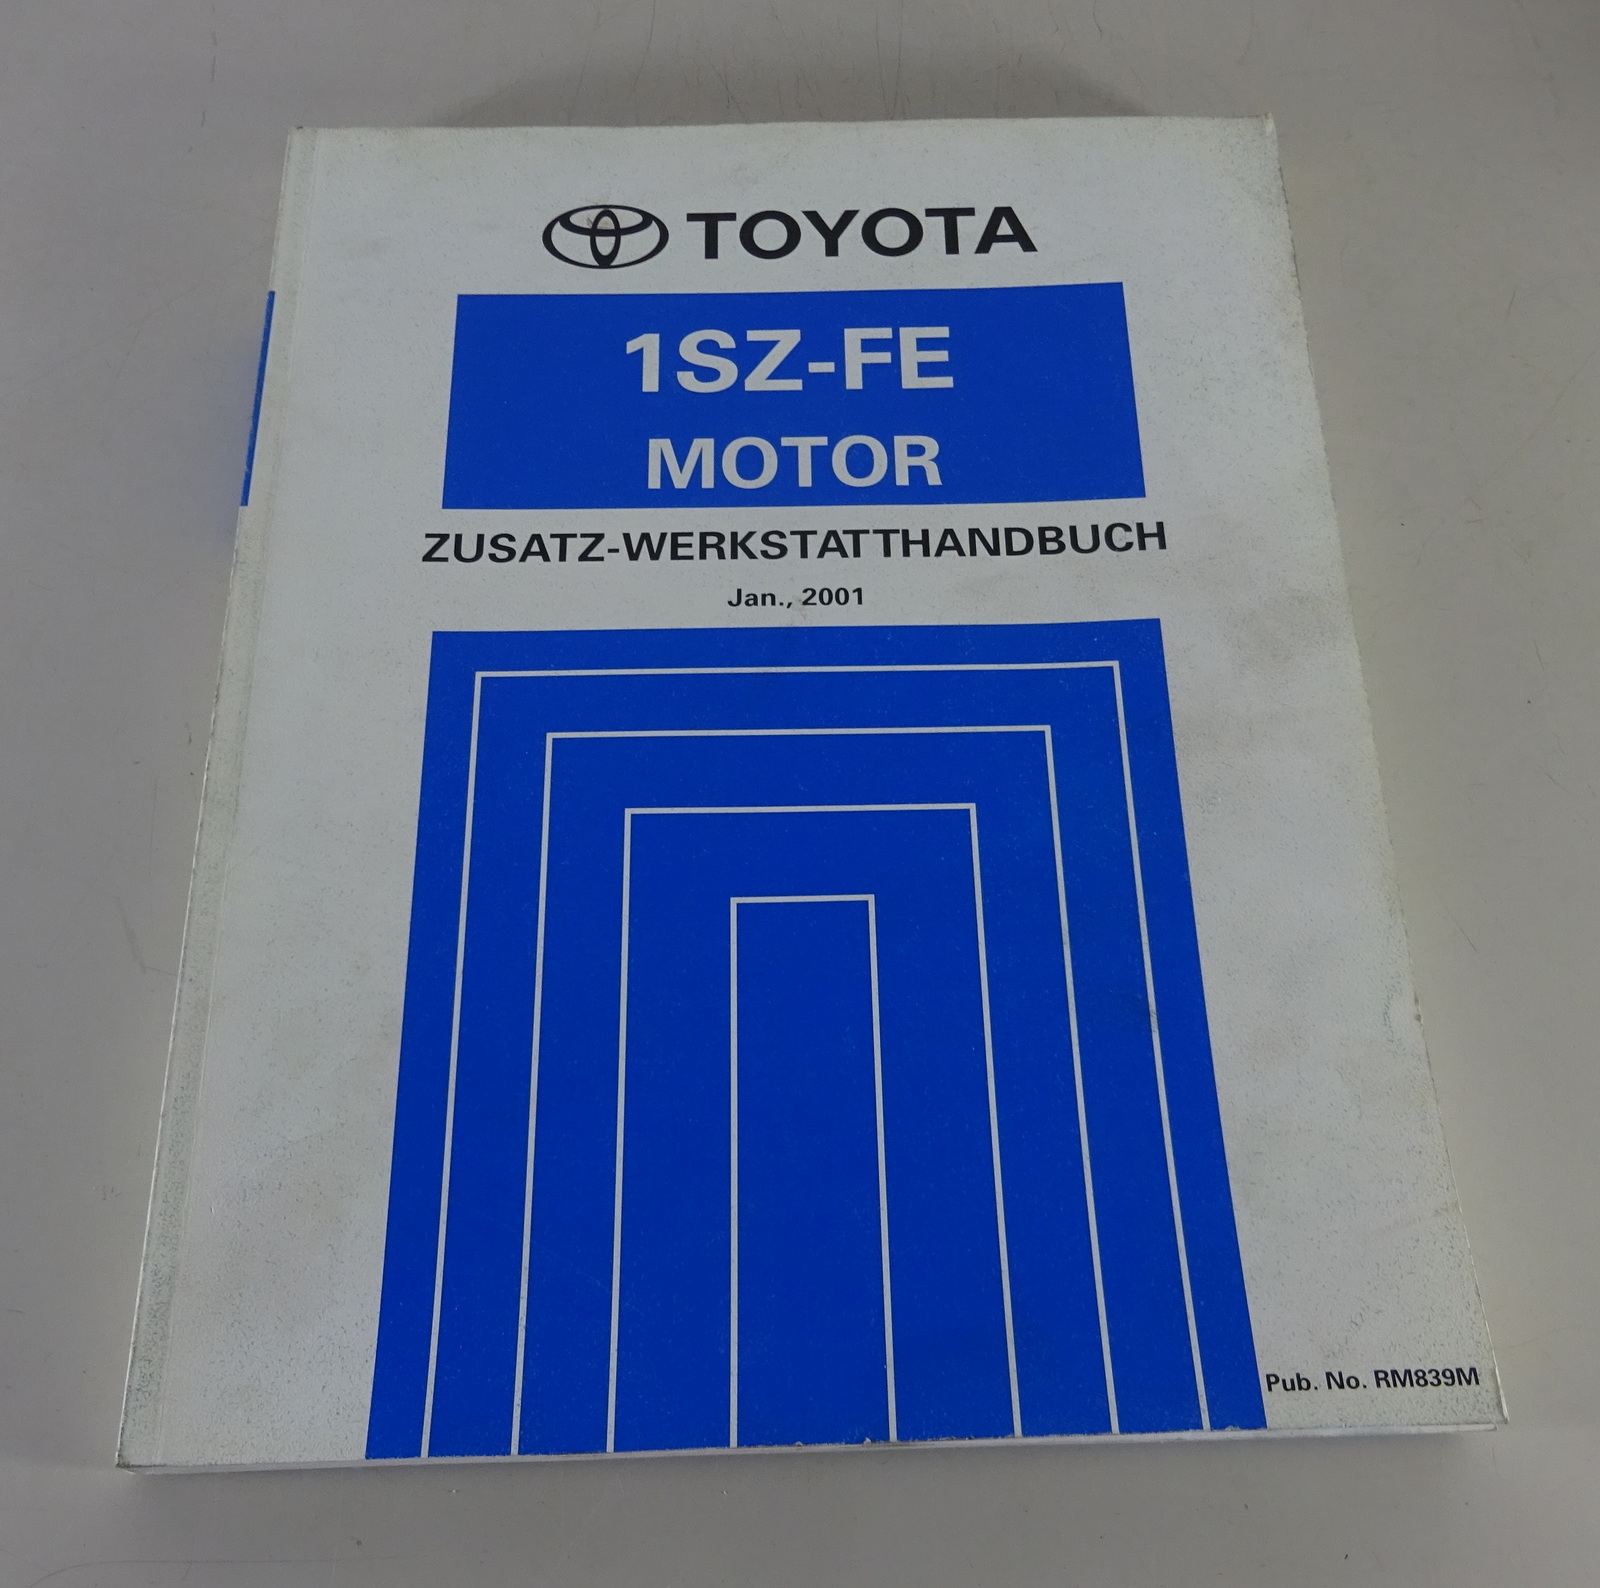 TOYOTA
1SZ-FE
MOTOR
ZUSATZ-WERKSTATTHANDBUCH
Jan., 2001
Pub. No. RM839M